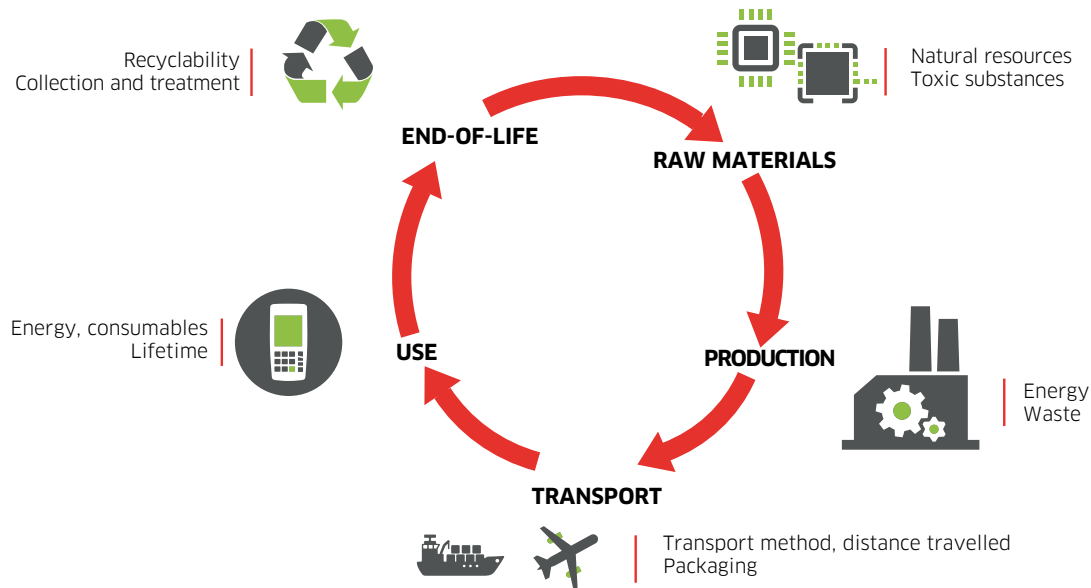 Recyclability
Collection and treatment
Natural resources
Toxic substances
END-OF-LIFE
RAW MATERIALS
Energy, consumables
Lifetime
USE
PRODUCTION
Energy
Waste
TRANSPORT
Transport method, distance travelled
Packaging